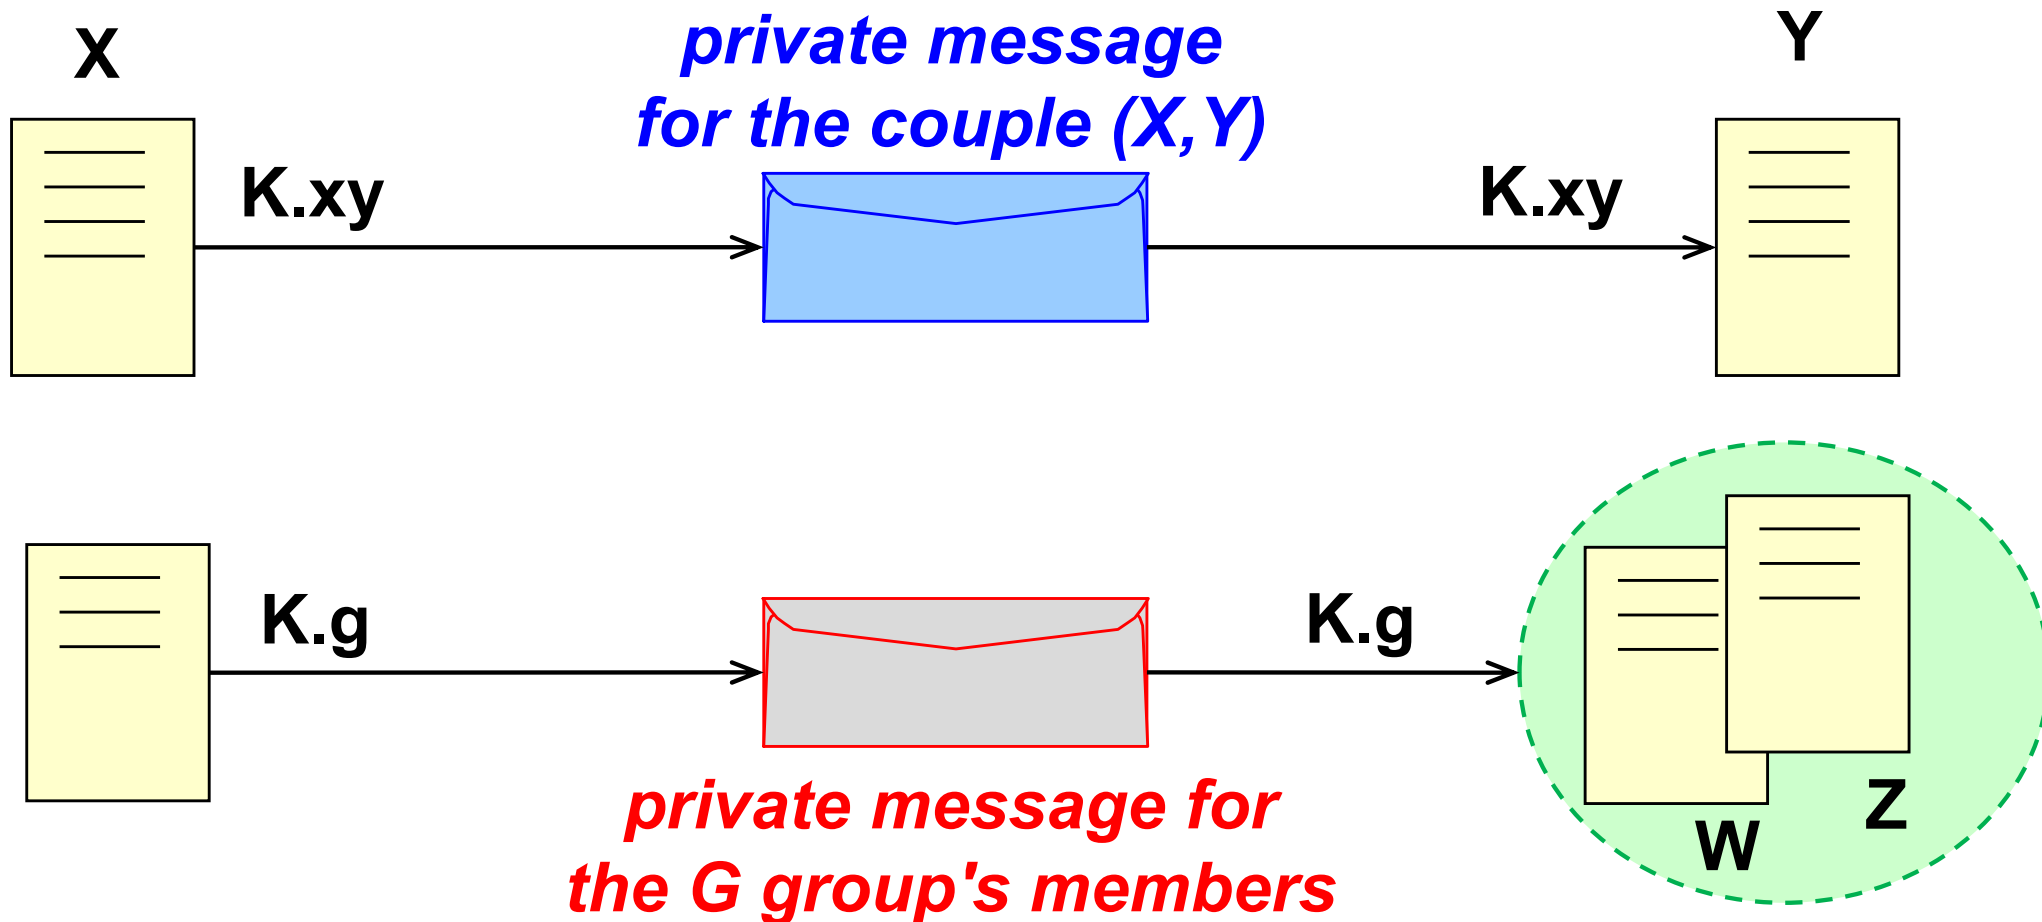 X
private message
for the couple (X,Y)
Y
K.xy
K.xy
K.g
K.g
private message for
the G group's members
W
Z